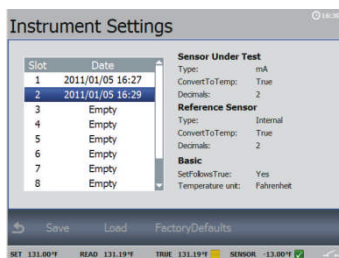 Instrument Settings
16:30
Slot Date
1 2011/01/05 16:27
2 2011/01/05 16:29
3 Empty
4 Empty
5 Empty
6 Empty
7 Empty
8 Empty
Sensor Under Test
Type: mA
ConvertToTemp: True
Decimals: 2
Reference Sensor
Type: Internal
ConvertToTemp: True
Decimals: 2
Basic
SetFollowsTrue: Yes
Temperature unit: Fahrenheit
Save Load FactoryDefaults
SET 131.00°F READ 131.19°F TRUE 131.19°F SENSOR -13.00°F